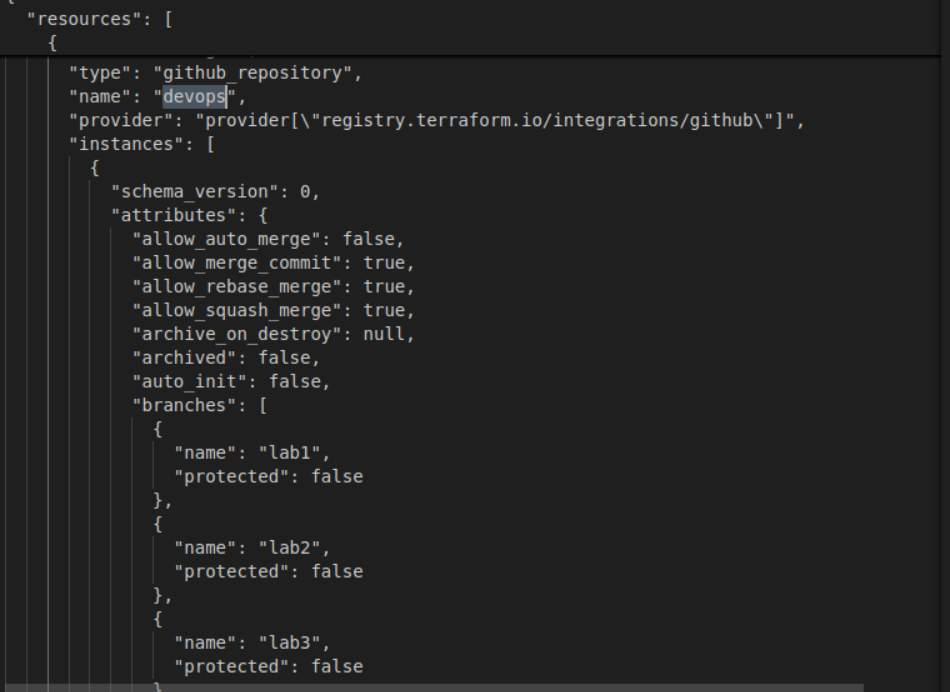 {
"resources": [
{
"type": "github_repository",
"name": "devops",
"provider": "provider[\"registry.terraform.io/integrations/github\"]",
"instances": [
{
"schema_version": 0,
"attributes": {
"allow_auto_merge": false,
"allow_merge_commit": true,
"allow_rebase_merge": true,
"allow_squash_merge": true,
"archive_on_destroy": null,
"archived": false,
"auto_init": false,
"branches": [
{
"name": "lab1",
"protected": false
},
{
"name": "lab2",
"protected": false
},
{
"name": "lab3",
"protected": false
}